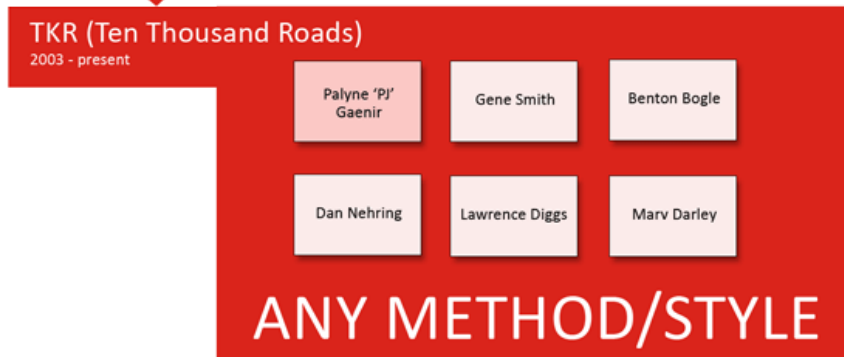 TKR (Ten Thousand Roads)
2003 - present
Palyne ‘PJ’
Gaenir
Gene Smith
Benton Bogle
Dan Nehring
Lawrence Diggs
Marv Darley
ANY METHOD/STYLE